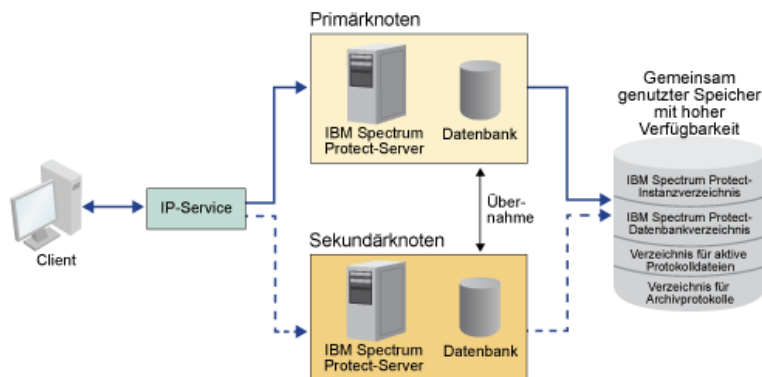 Primärknoten
IBM Spectrum
Protect-Server
Datenbank
Gemeinsam
genutzter Speicher
mit hoher
Verfügbarkeit
IBM Spectrum Protect-
Instanzverzeichnis
IBM Spectrum Protect-
Datenbankverzeichnis
Verzeichnis für aktive
Protokolldateien
Verzeichnis für
Archivprotokolle
Client
IP-Service
Über-
nahme
Sekundärknoten
IBM Spectrum
Protect-Server
Datenbank